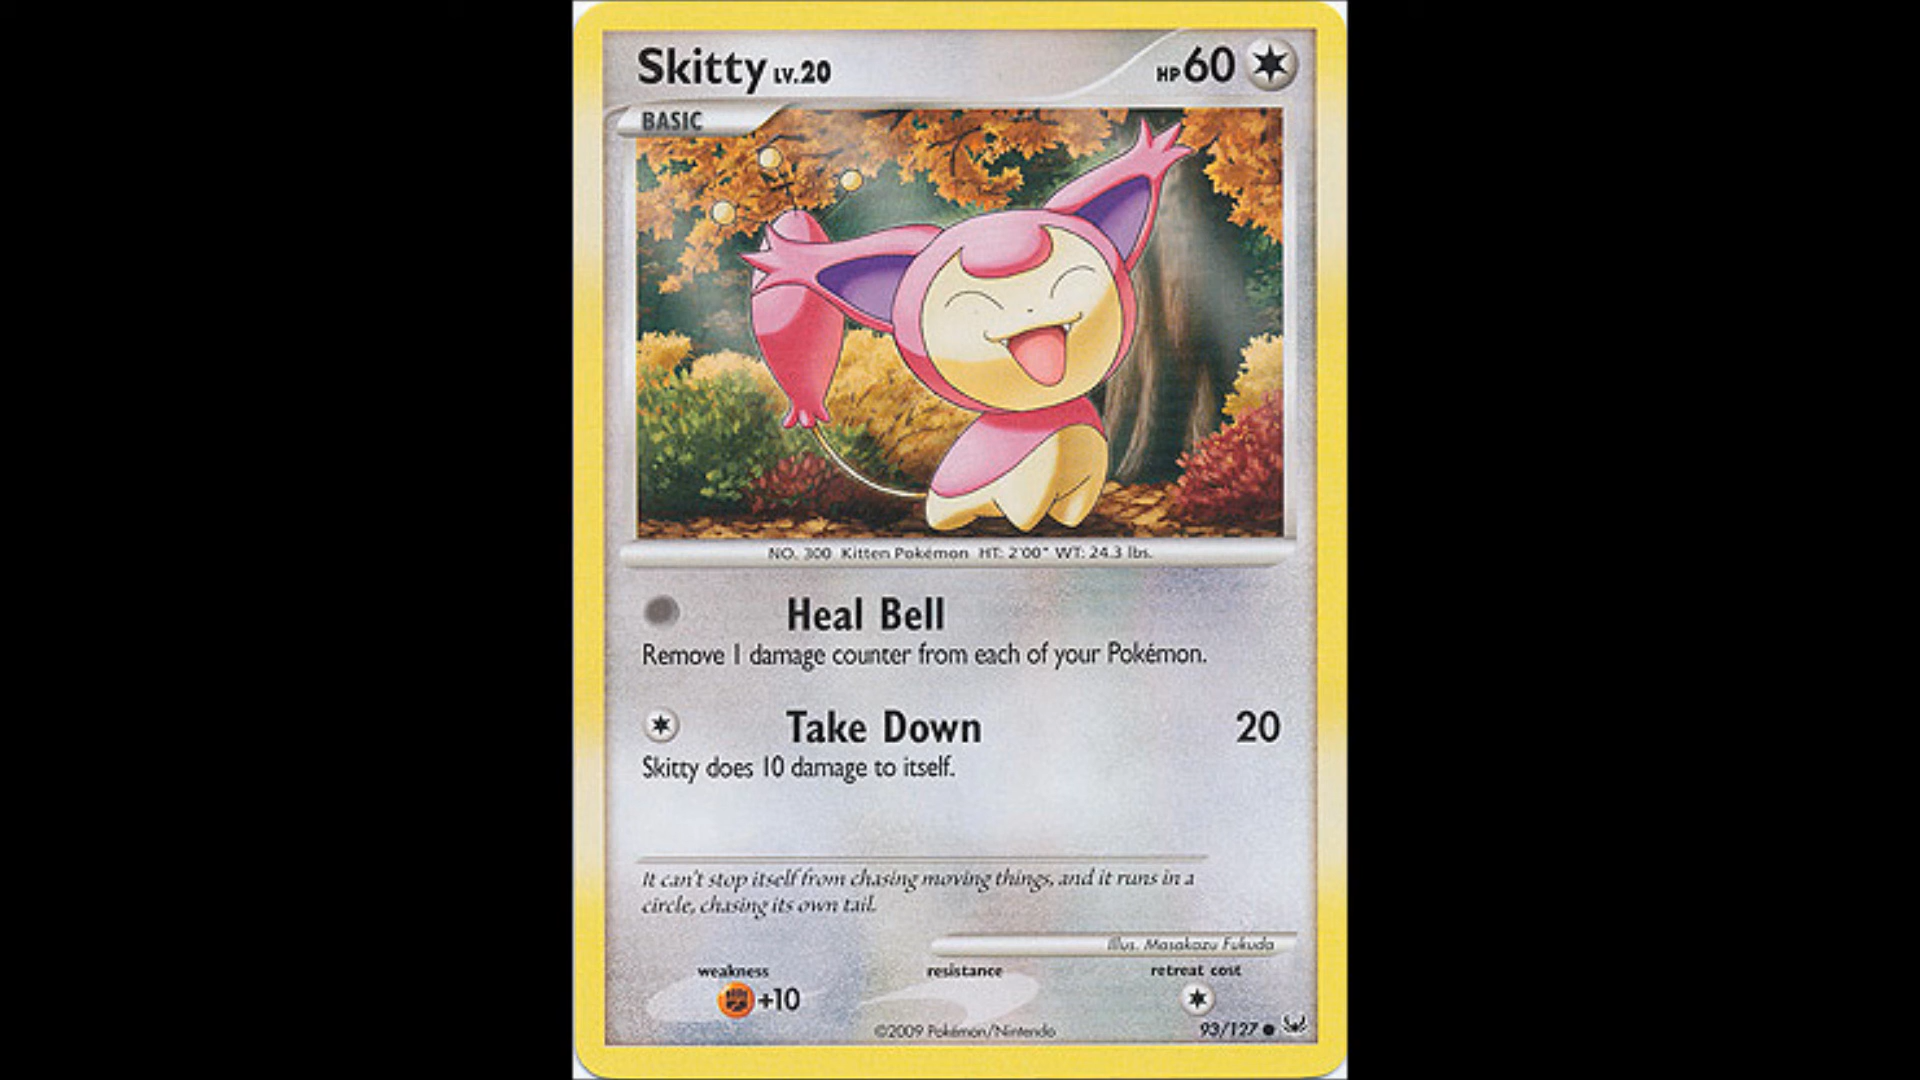 Skitty LV.20 HP 60
BASIC
NO. 300 Kitten Pokémon HT: 2'00" WT: 24.3 lbs.
Heal Bell
Remove 1 damage counter from each of your Pokémon.
Take Down 20
Skitty does 10 damage to itself.
It can't stop itself from chasing moving things, and it runs in a
circle, chasing its own tail.
Illus. Masakazu Fukuda
weakness resistance retreat cost
+10
©2009 Pokémon/Nintendo 93/127